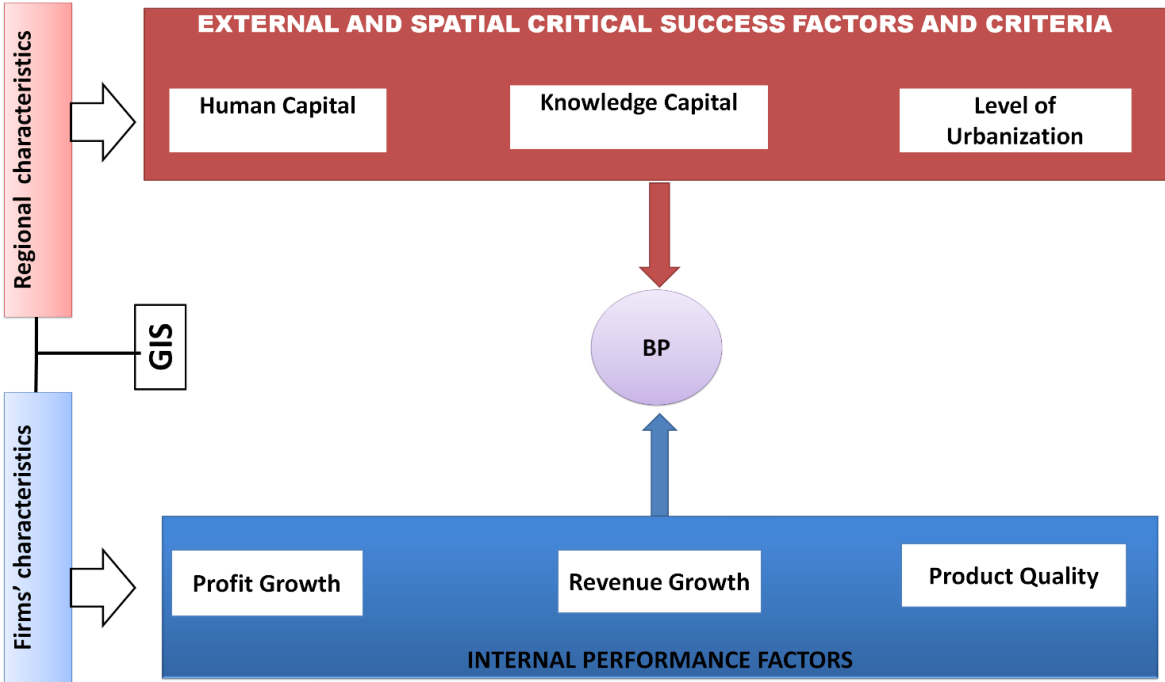 EXTERNAL AND SPATIAL CRITICAL SUCCESS FACTORS AND CRITERIA
Regional characteristics
Human Capital
Knowledge Capital
Level of
Urbanization
GIS
BP
Firms' characteristics
Profit Growth
Revenue Growth
Product Quality
INTERNAL PERFORMANCE FACTORS